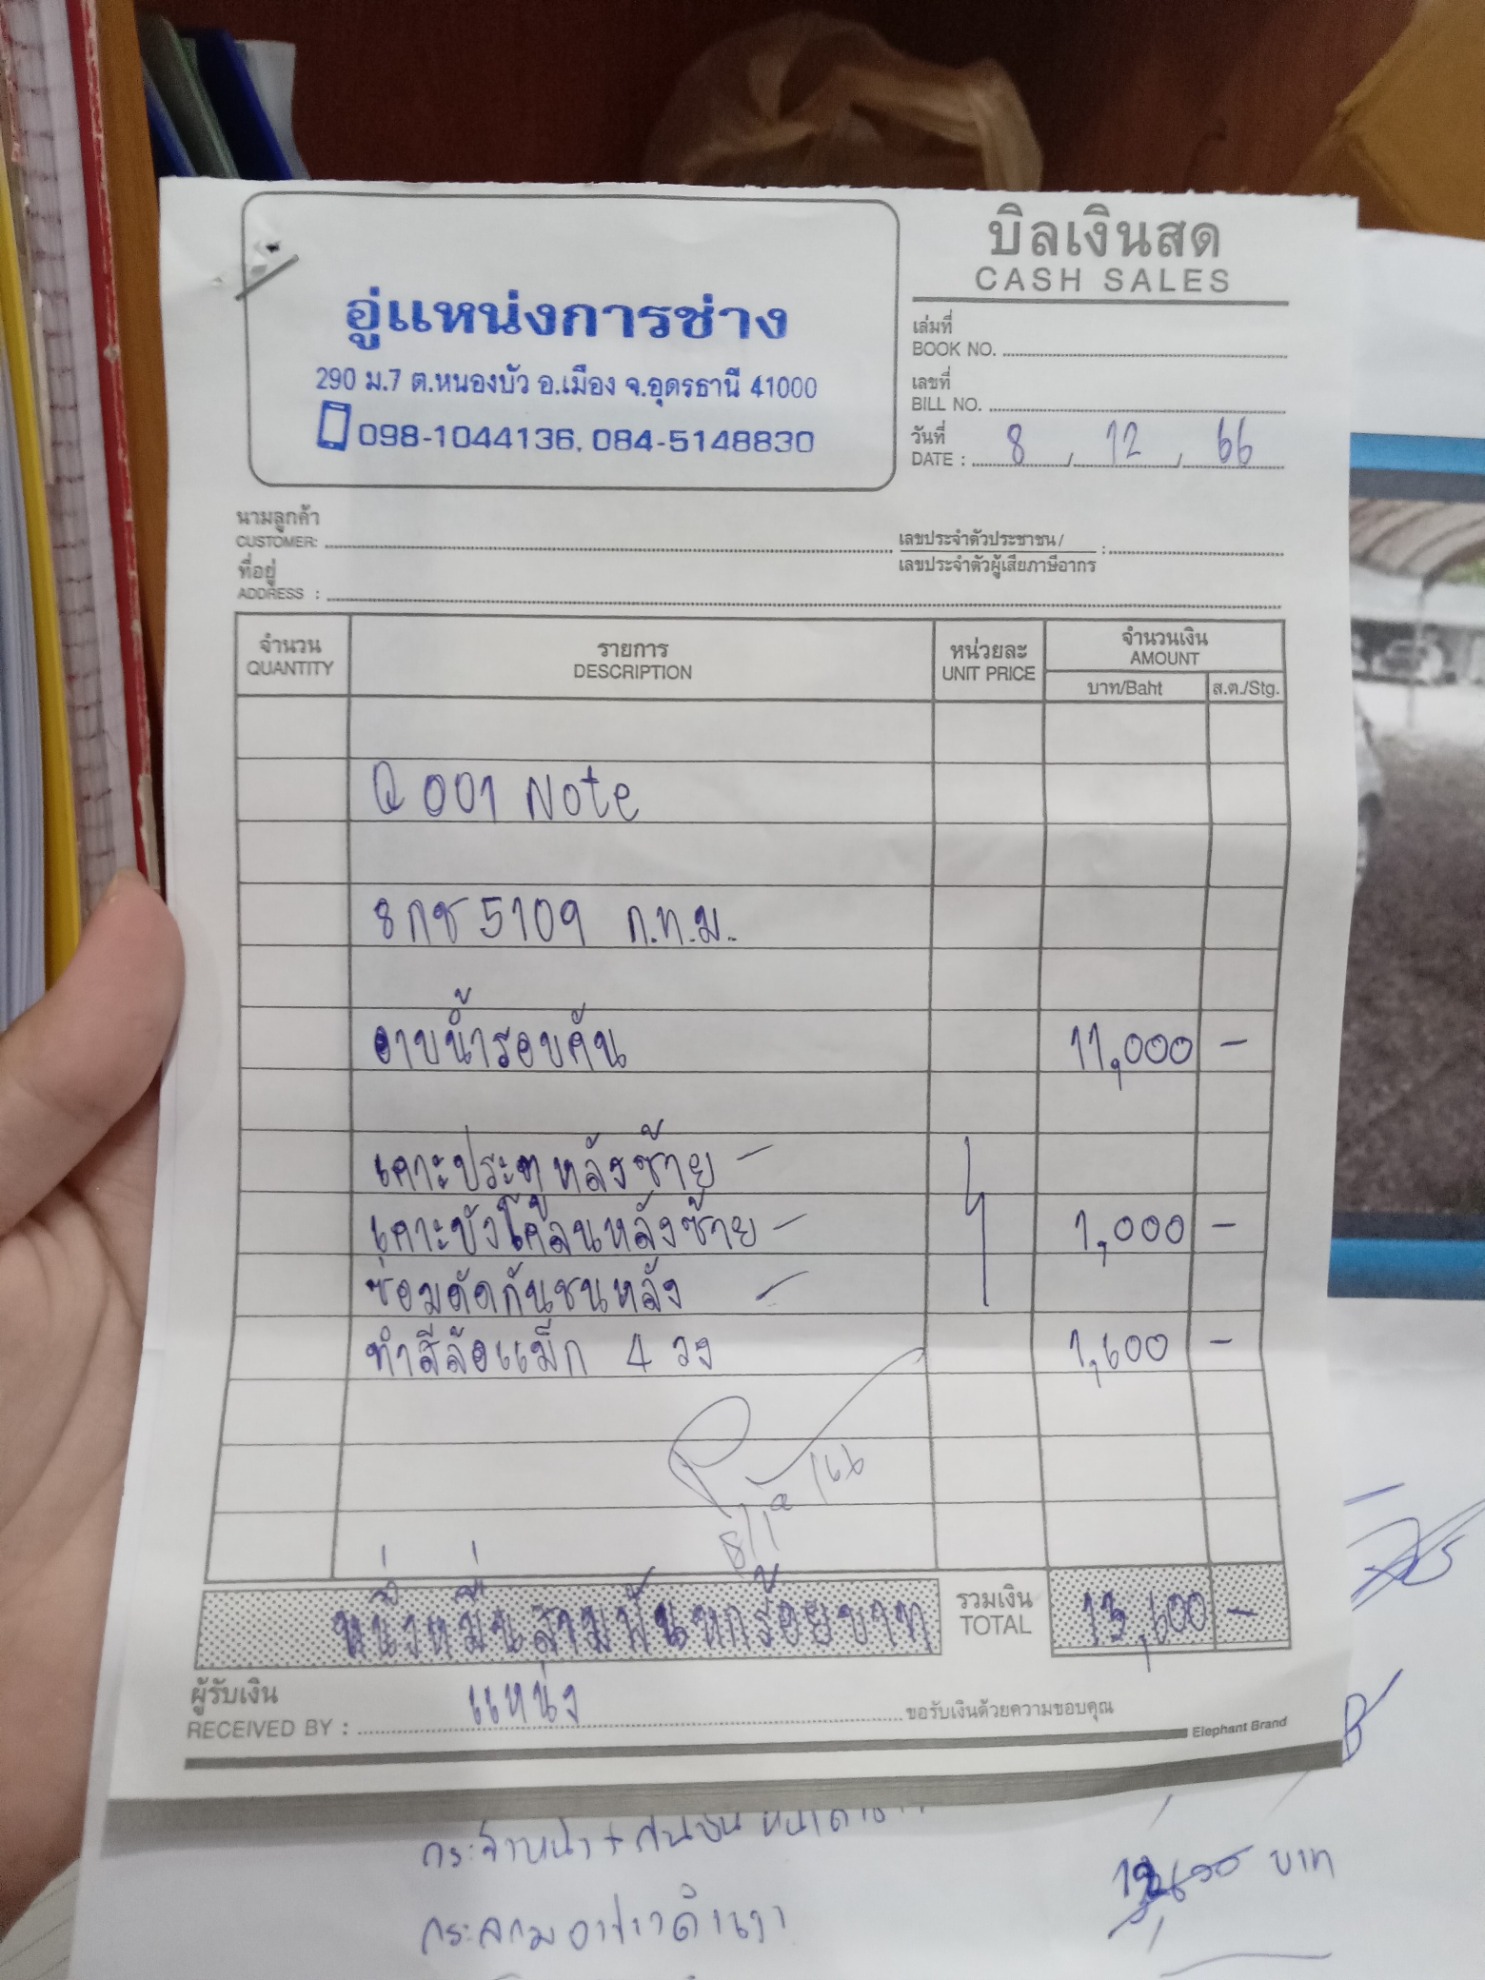 บิลเงินสด
CASH SALES
อู่แหน่งการช่าง
290 ม.7 ต.หนองบัว อ.เมือง จ.อุดรธานี 41000
098-1044136, 084-5148830
เล่มที่
BOOK NO.
เลขที่
BILL NO.
วันที่
DATE : 8 / 12 / 66
นามลูกค้า
CUSTOMER:
เลขประจำตัวประชาชน /
เลขประจำตัวผู้เสียภาษีอากร :
ที่อยู่
ADDRESS :
จำนวน
QUANTITY
รายการ
DESCRIPTION
หน่วยละ
UNIT PRICE
จำนวนเงิน
AMOUNT
บาท/Baht ส.ต./Stg.
Q 001 Note
8กช 5109 ก.ท.ม.
อาบน้ำรอบคัน 11,000 -
เคาะประตูหลังซ้าย -
เคาะบังโคลนหลังซ้าย - 1,000 -
ซ่อมดัดกันชนหลัง -
ทำสีล้อแม็ก 4 วง 1,600 -
8/12/66
หนึ่งหมื่นสามพันหกร้อยบาท
รวมเงิน
TOTAL 13,600 -
ผู้รับเงิน
RECEIVED BY : แหน่ง ขอรับเงินด้วยความขอบคุณ
Elephant Brand
บาท